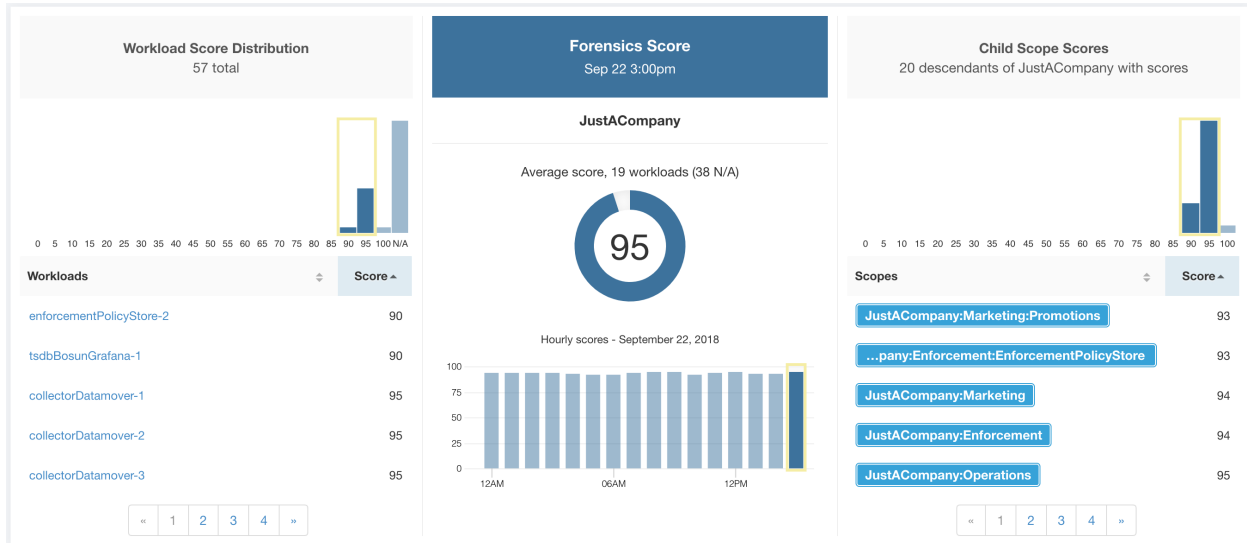 Workload Score Distribution
57 total
0 5 10 15 20 25 30 35 40 45 50 55 60 65 70 75 80 85 90 95 100 N/A
Workloads Score
enforcementPolicyStore-2 90
tsdbBosunGrafana-1 90
collectorDatamover-1 95
collectorDatamover-2 95
collectorDatamover-3 95
« 1 2 3 4 »
Forensics Score
Sep 22 3:00pm
JustACompany
Average score, 19 workloads (38 N/A)
95
Hourly scores - September 22, 2018
100
75
50
25
0
12AM 06AM 12PM
Child Scope Scores
20 descendants of JustACompany with scores
0 5 10 15 20 25 30 35 40 45 50 55 60 65 70 75 80 85 90 95 100
Scopes Score
JustACompany:Marketing:Promotions 93
...pany:Enforcement:EnforcementPolicyStore 93
JustACompany:Marketing 94
JustACompany:Enforcement 94
JustACompany:Operations 95
« 1 2 3 4 »